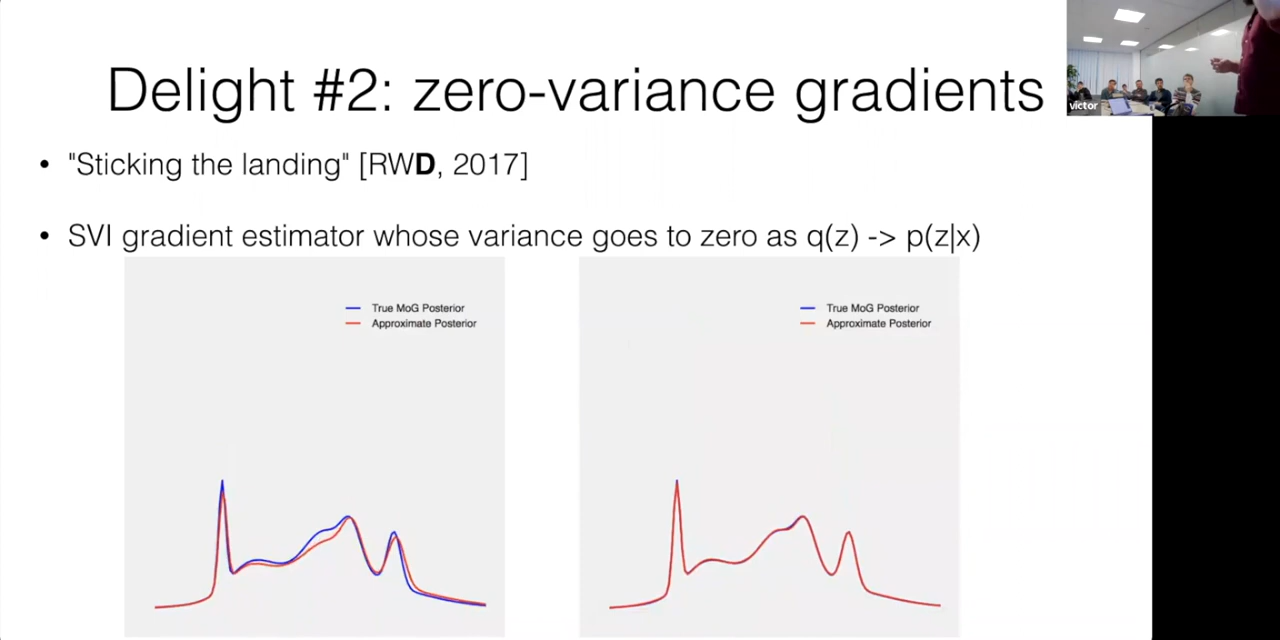 Delight #2: zero-variance gradients
victor
• "Sticking the landing" [RWD, 2017]
• SVI gradient estimator whose variance goes to zero as q(z) -> p(z|x)
True MoG Posterior
Approximate Posterior
True MoG Posterior
Approximate Posterior